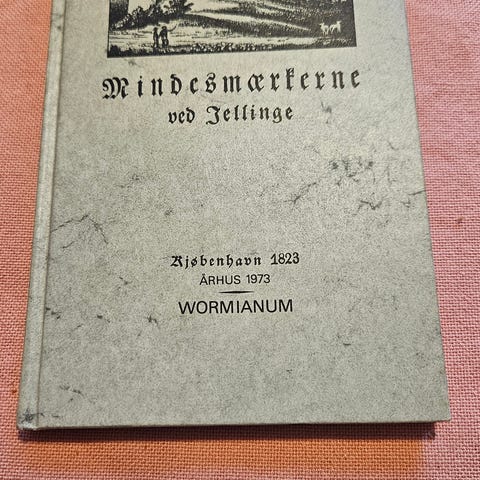 Mindesmærkerne
ved Jellinge
Kjøbenhavn 1823
ÅRHUS 1973
WORMIANUM